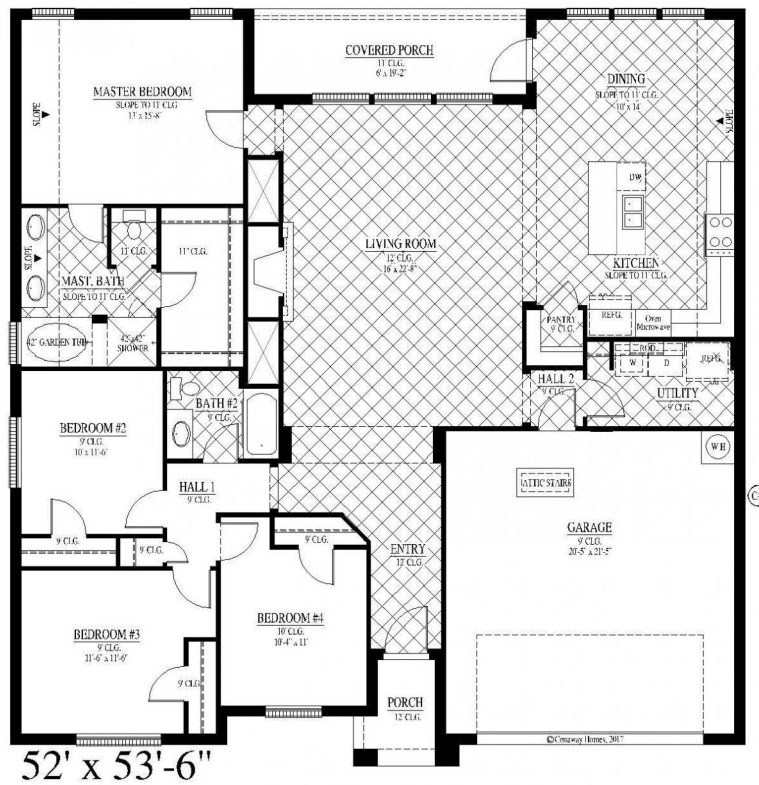 COVERED PORCH
11' CLG.
6' x 19'-2"
DINING
SLOPE TO 11' CLG.
10' x 14'
SLOPE
MASTER BEDROOM
SLOPE TO 11' CLG
13' x 15'-8"
SLOPE
DW
LIVING ROOM
12' CLG.
16' x 22'-8"
KITCHEN
SLOPE TO 11' CLG.
11' CLG.
11' CLG.
SLOPE
MAST. BATH
SLOPE TO 11' CLG.
42" GARDEN TUB
42"x42"
SHOWER
PANTRY
9' CLG.
REFG.
Oven
Microwave
ROD
W
D
REFG.
HALL 2
9' CLG.
UTILITY
9' CLG.
BATH #2
9' CLG.
BEDROOM #2
9' CLG.
10' x 11'-6"
WH
HALL 1
9' CLG.
ATTIC STAIRS
GARAGE
9' CLG.
20'-5" x 21'-5"
9' CLG.
9' CLG.
9' CLG.
ENTRY
12' CLG.
BEDROOM #4
10' CLG.
10'-4" x 11'
BEDROOM #3
9' CLG.
11'-6" x 11'-6"
9' CLG.
PORCH
12' CLG.
©Conaway Homes, 2017
52' x 53'-6"